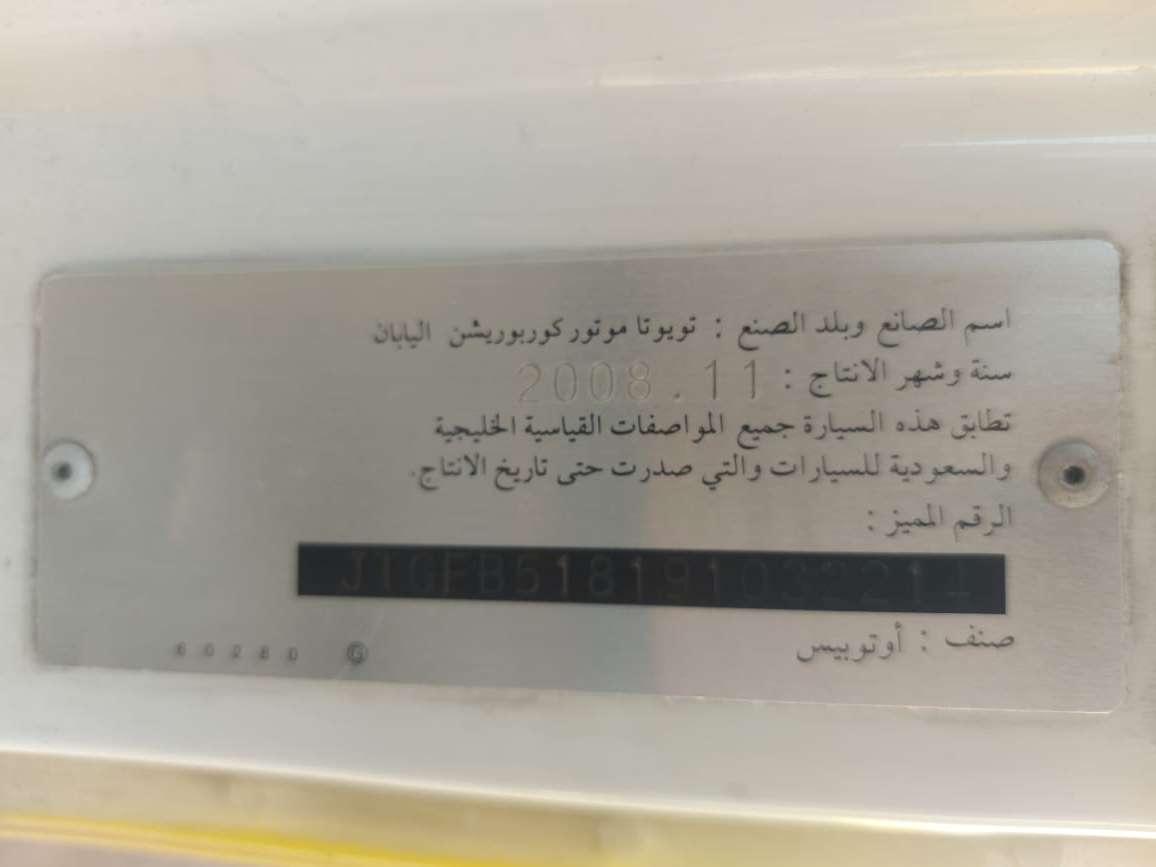 اسم الصانع وبلد الصنع : تويوتا موتور كوربوريشن اليابان
سنة وشهر الانتاج : 2008.11
تطابق هذه السيارة جميع المواصفات القياسية الخليجية
والسعودية للسيارات والتي صدرت حتى تاريخ الانتاج.
الرقم المميز :
صنف : أوتوبيس
60280 G